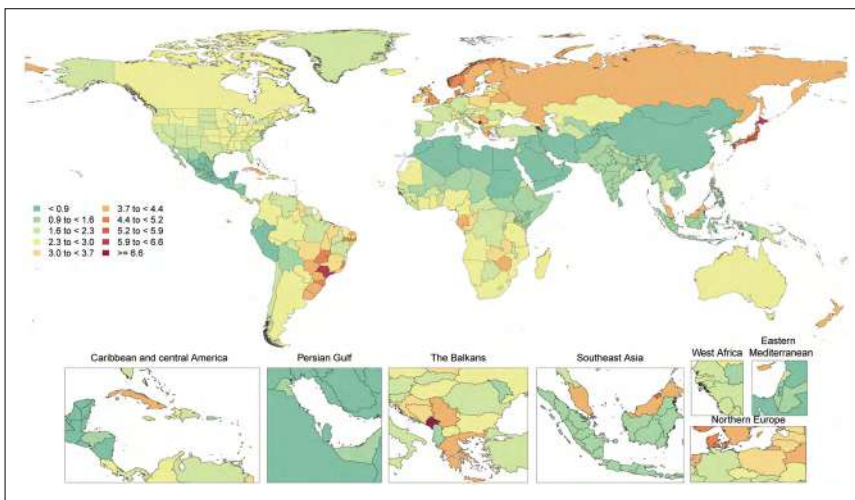 < 0.9
0.9 to < 1.6
1.6 to < 2.3
2.3 to < 3.0
3.0 to < 3.7
3.7 to < 4.4
4.4 to < 5.2
5.2 to < 5.9
5.9 to < 6.6
>= 6.6
Caribbean and central America
Persian Gulf
The Balkans
Southeast Asia
West Africa
Eastern
Mediterranean
Northern Europe